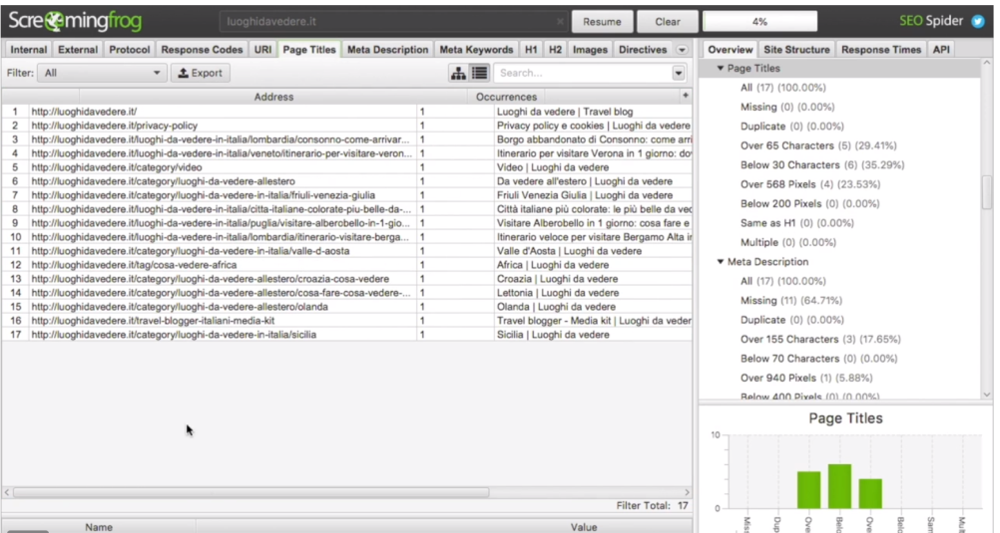 Screamingfrog
luoghidavedere.it
Resume
Clear
4%
SEO Spider
Internal External Protocol Response Codes URI Page Titles Meta Description Meta Keywords H1 H2 Images Directives
Overview Site Structure Response Times API
Filter: All
Export
Search...
Address Occurrences
1 http://luoghidavedere.it/ 1 Luoghi da vedere | Travel blog
2 http://luoghidavedere.it/privacy-policy 1 Privacy policy e cookies | Luoghi da vedere
3 http://luoghidavedere.it/luoghi-da-vedere-in-italia/lombardia/consonno-come-arrivar... 1 Borgo abbandonato di Consonno: come arri
4 http://luoghidavedere.it/luoghi-da-vedere-in-italia/veneto/itinerario-per-visitare-veron... 1 Itinerario per visitare Verona in 1 giorno: do
5 http://luoghidavedere.it/category/video 1 Video | Luoghi da vedere
6 http://luoghidavedere.it/category/luoghi-da-vedere-allestero 1 Da vedere all'estero | Luoghi da vedere
7 http://luoghidavedere.it/category/luoghi-da-vedere-in-italia/friuli-venezia-giulia 1 Friuli Venezia Giulia | Luoghi da vedere
8 http://luoghidavedere.it/luoghi-da-vedere-in-italia/citta-italiane-colorate-piu-belle-da-... 1 Città italiane più colorate: le più belle da ved
9 http://luoghidavedere.it/luoghi-da-vedere-in-italia/puglia/visitare-alberobello-in-1-gio... 1 Visitare Alberobello in 1 giorno: cosa fare e
10 http://luoghidavedere.it/luoghi-da-vedere-in-italia/lombardia/itinerario-visitare-berga... 1 Itinerario veloce per visitare Bergamo Alta i
11 http://luoghidavedere.it/category/luoghi-da-vedere-in-italia/valle-d-aosta 1 Valle d'Aosta | Luoghi da vedere
12 http://luoghidavedere.it/tag/cosa-vedere-africa 1 Africa | Luoghi da vedere
13 http://luoghidavedere.it/category/luoghi-da-vedere-allestero/croazia-cosa-vedere 1 Croazia | Luoghi da vedere
14 http://luoghidavedere.it/category/luoghi-da-vedere-allestero/cosa-fare-cosa-vedere-... 1 Lettonia | Luoghi da vedere
15 http://luoghidavedere.it/category/luoghi-da-vedere-allestero/olanda 1 Olanda | Luoghi da vedere
16 http://luoghidavedere.it/travel-blogger-italiani-media-kit 1 Travel blogger - Media kit | Luoghi da veder
17 http://luoghidavedere.it/category/luoghi-da-vedere-in-italia/sicilia 1 Sicilia | Luoghi da vedere
Filter Total: 17
Name Value
Page Titles
All (17) (100.00%)
Missing (0) (0.00%)
Duplicate (0) (0.00%)
Over 65 Characters (5) (29.41%)
Below 30 Characters (6) (35.29%)
Over 568 Pixels (4) (23.53%)
Below 200 Pixels (0) (0.00%)
Same as H1 (0) (0.00%)
Multiple (0) (0.00%)
Meta Description
All (17) (100.00%)
Missing (11) (64.71%)
Duplicate (0) (0.00%)
Over 155 Characters (3) (17.65%)
Below 70 Characters (0) (0.00%)
Over 940 Pixels (1) (5.88%)
Below 400 Pixels (0) (0.00%)
Page Titles
10
0
Miss
Dup
Ove
Belo
Ove
Belo
Sam
Mult